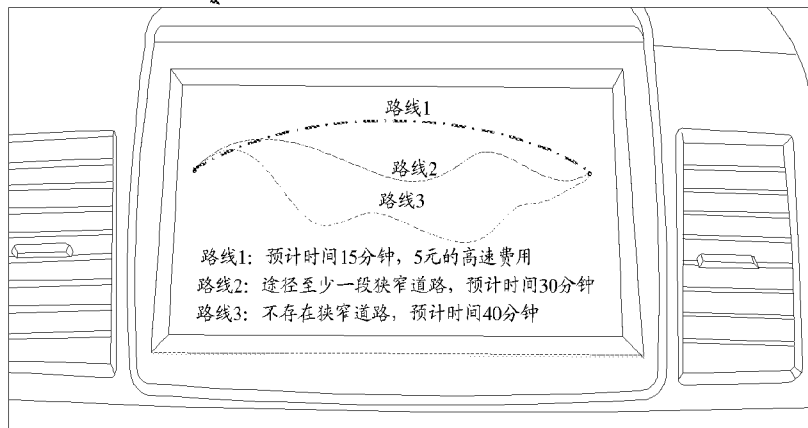 路线1
路线2
路线3
路线1：预计时间15分钟，5元的高速费用
路线2：途径至少一段狭窄道路，预计时间30分钟
路线3：不存在狭窄道路，预计时间40分钟